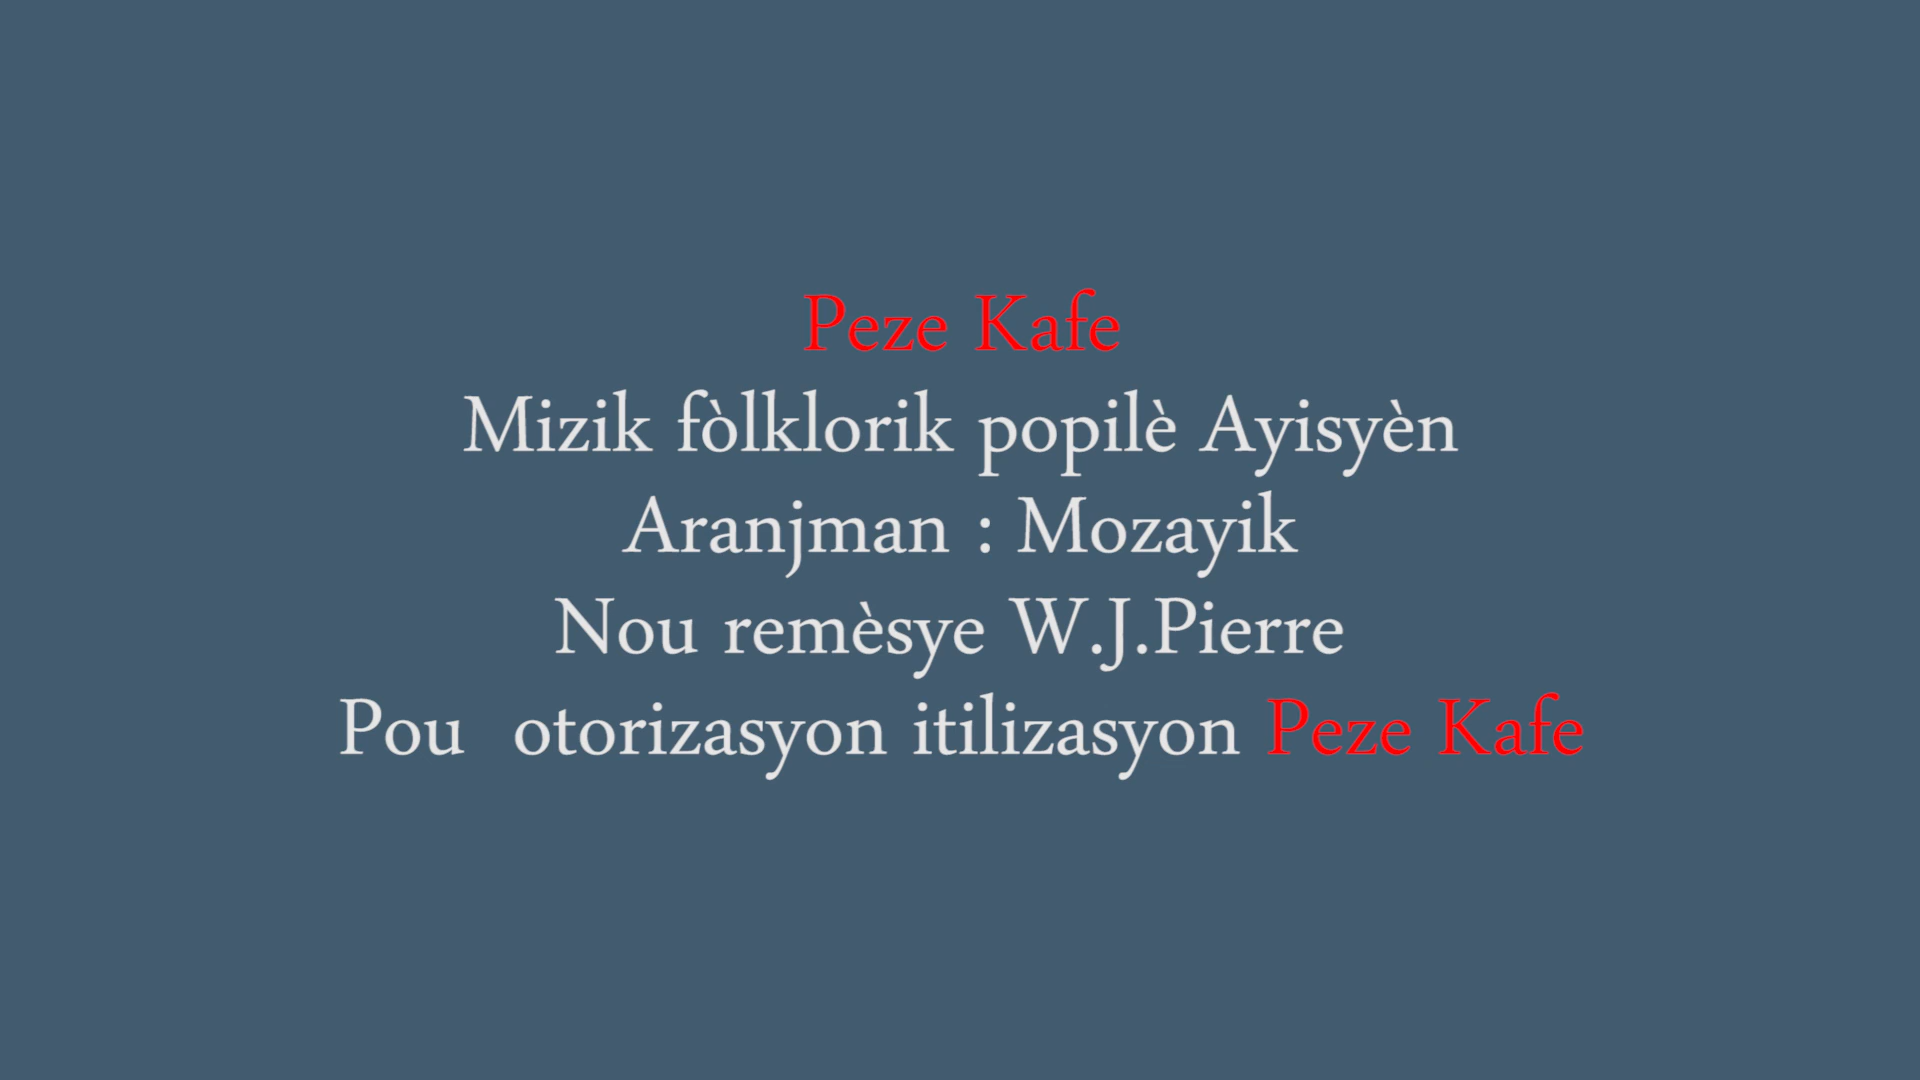 Peze Kafe
Mizik fòlklorik popilè Ayisyèn
Aranjman : Mozayik
Nou remèsye W.J.Pierre
Pou  otorizasyon itilizasyon Peze Kafe